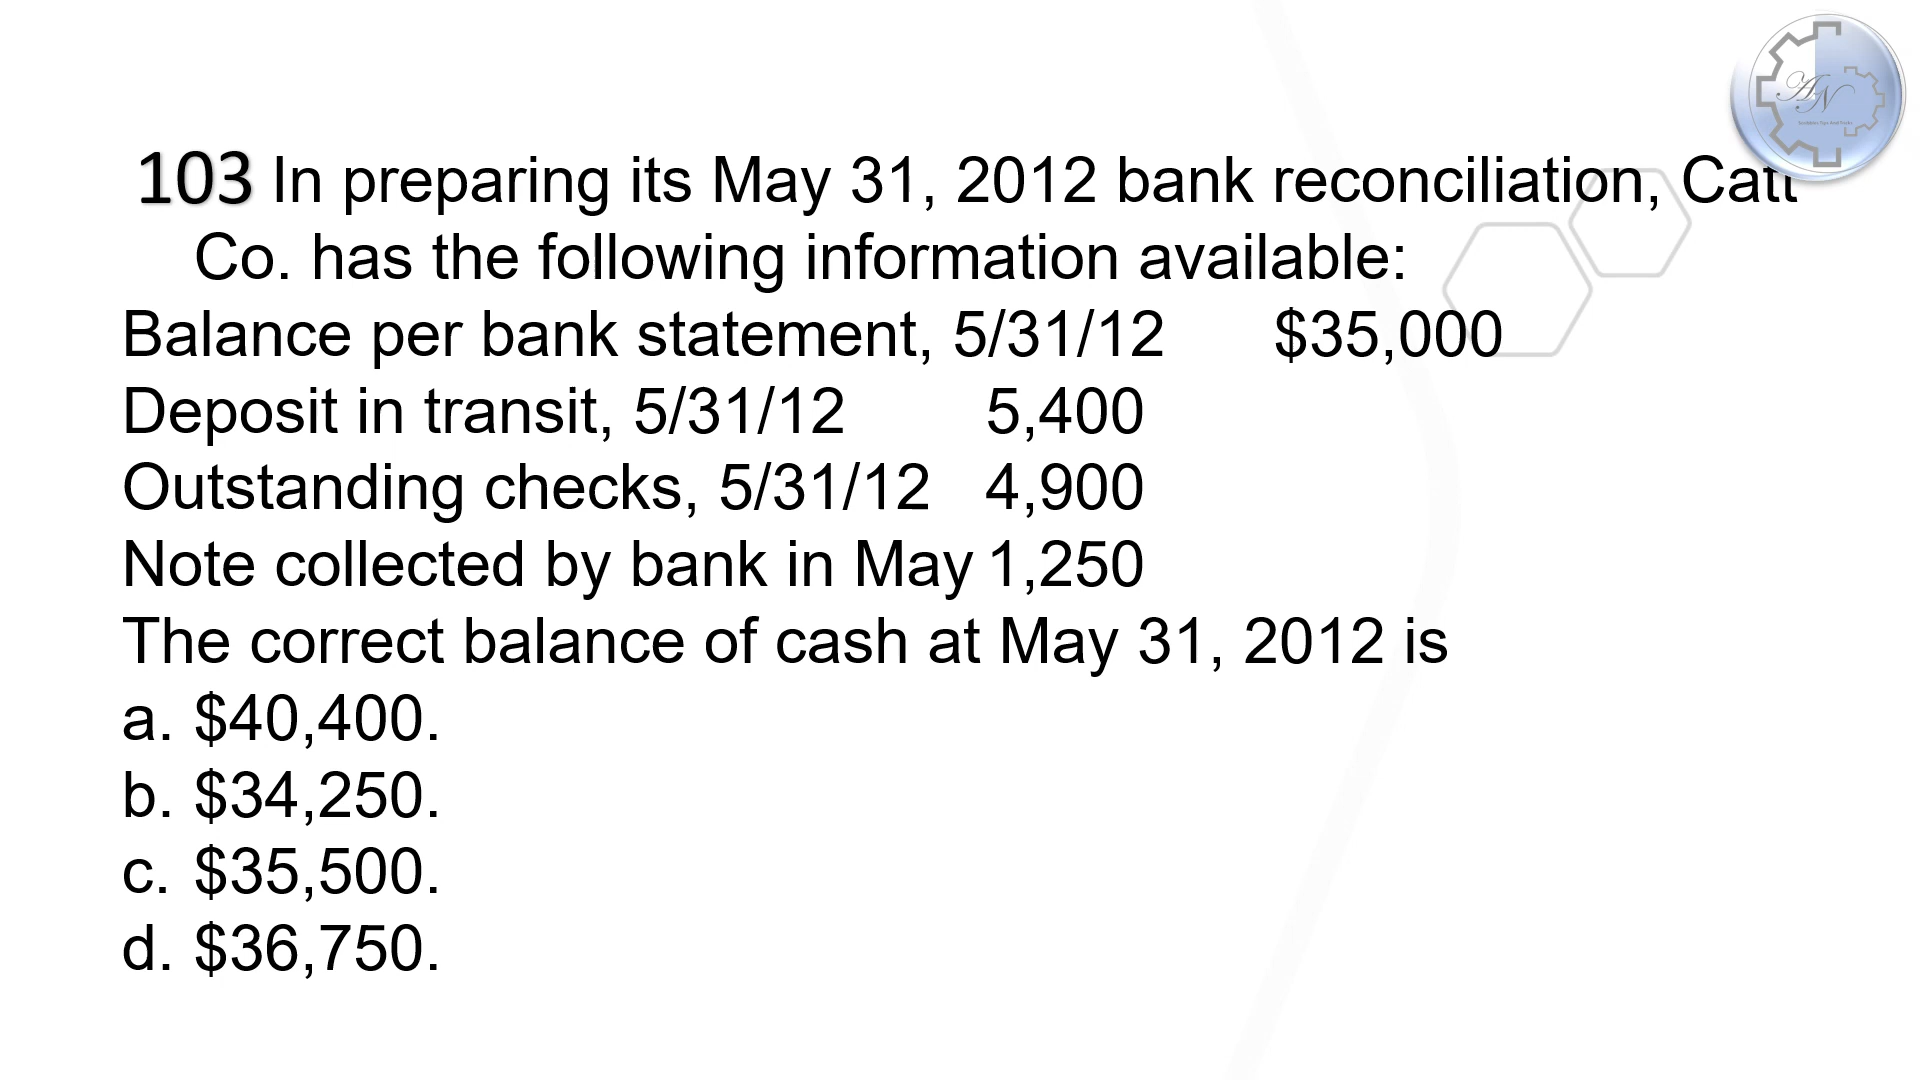 103 In preparing its May 31, 2012 bank reconciliation, Catt
Co. has the following information available:
Balance per bank statement, 5/31/12 $35,000
Deposit in transit, 5/31/12 5,400
Outstanding checks, 5/31/12 4,900
Note collected by bank in May 1,250
The correct balance of cash at May 31, 2012 is
a. $40,400.
b. $34,250.
c. $35,500.
d. $36,750.
AN